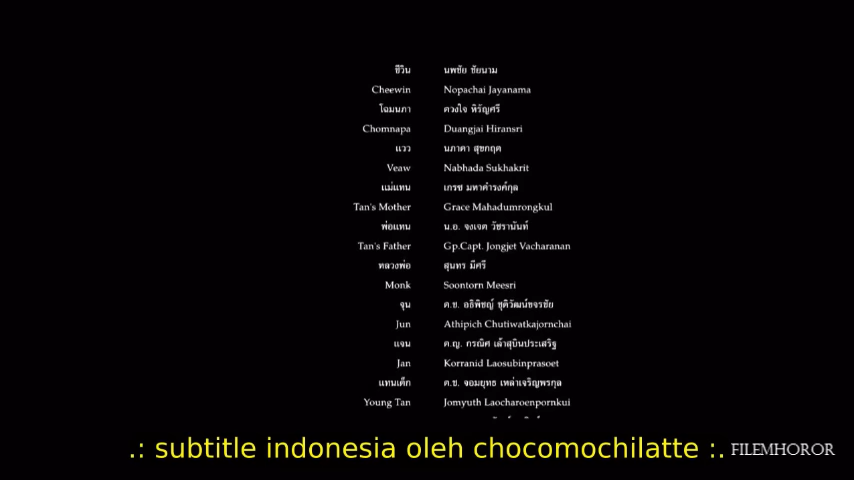 ชีวิน นพชัย ชัยนาม
Cheewin Nopachai Jayanama
โฉมนภา ดวงใจ หิรัญศรี
Chomnapa Duangjai Hiransri
แวว นภาดา สุขกฤต
Veaw Nabhada Sukhakrit
แม่แทน เกรซ มหาดำรงค์กุล
Tan's Mother Grace Mahadumrongkul
พ่อแทน น.อ. จงเจต วัชรานันท์
Tan's Father Gp.Capt. Jongjet Vacharanan
หลวงพ่อ สุนทร มีศรี
Monk Soontorn Meesri
จุน ด.ช. อธิพิชญ์ ชุติวัฒน์ขจรชัย
Jun Athipich Chutiwatkajornchai
แจน ด.ญ. กรณิศ เล้าสุบินประเสริฐ
Jan Korranid Laosubinprasoet
แทนเด็ก ด.ช. จอมยุทธ เหล่าเจริญพรกุล
Young Tan Jomyuth Laocharoenpornkui
.: subtitle indonesia oleh chocomochilatte :. FILEMHOROR